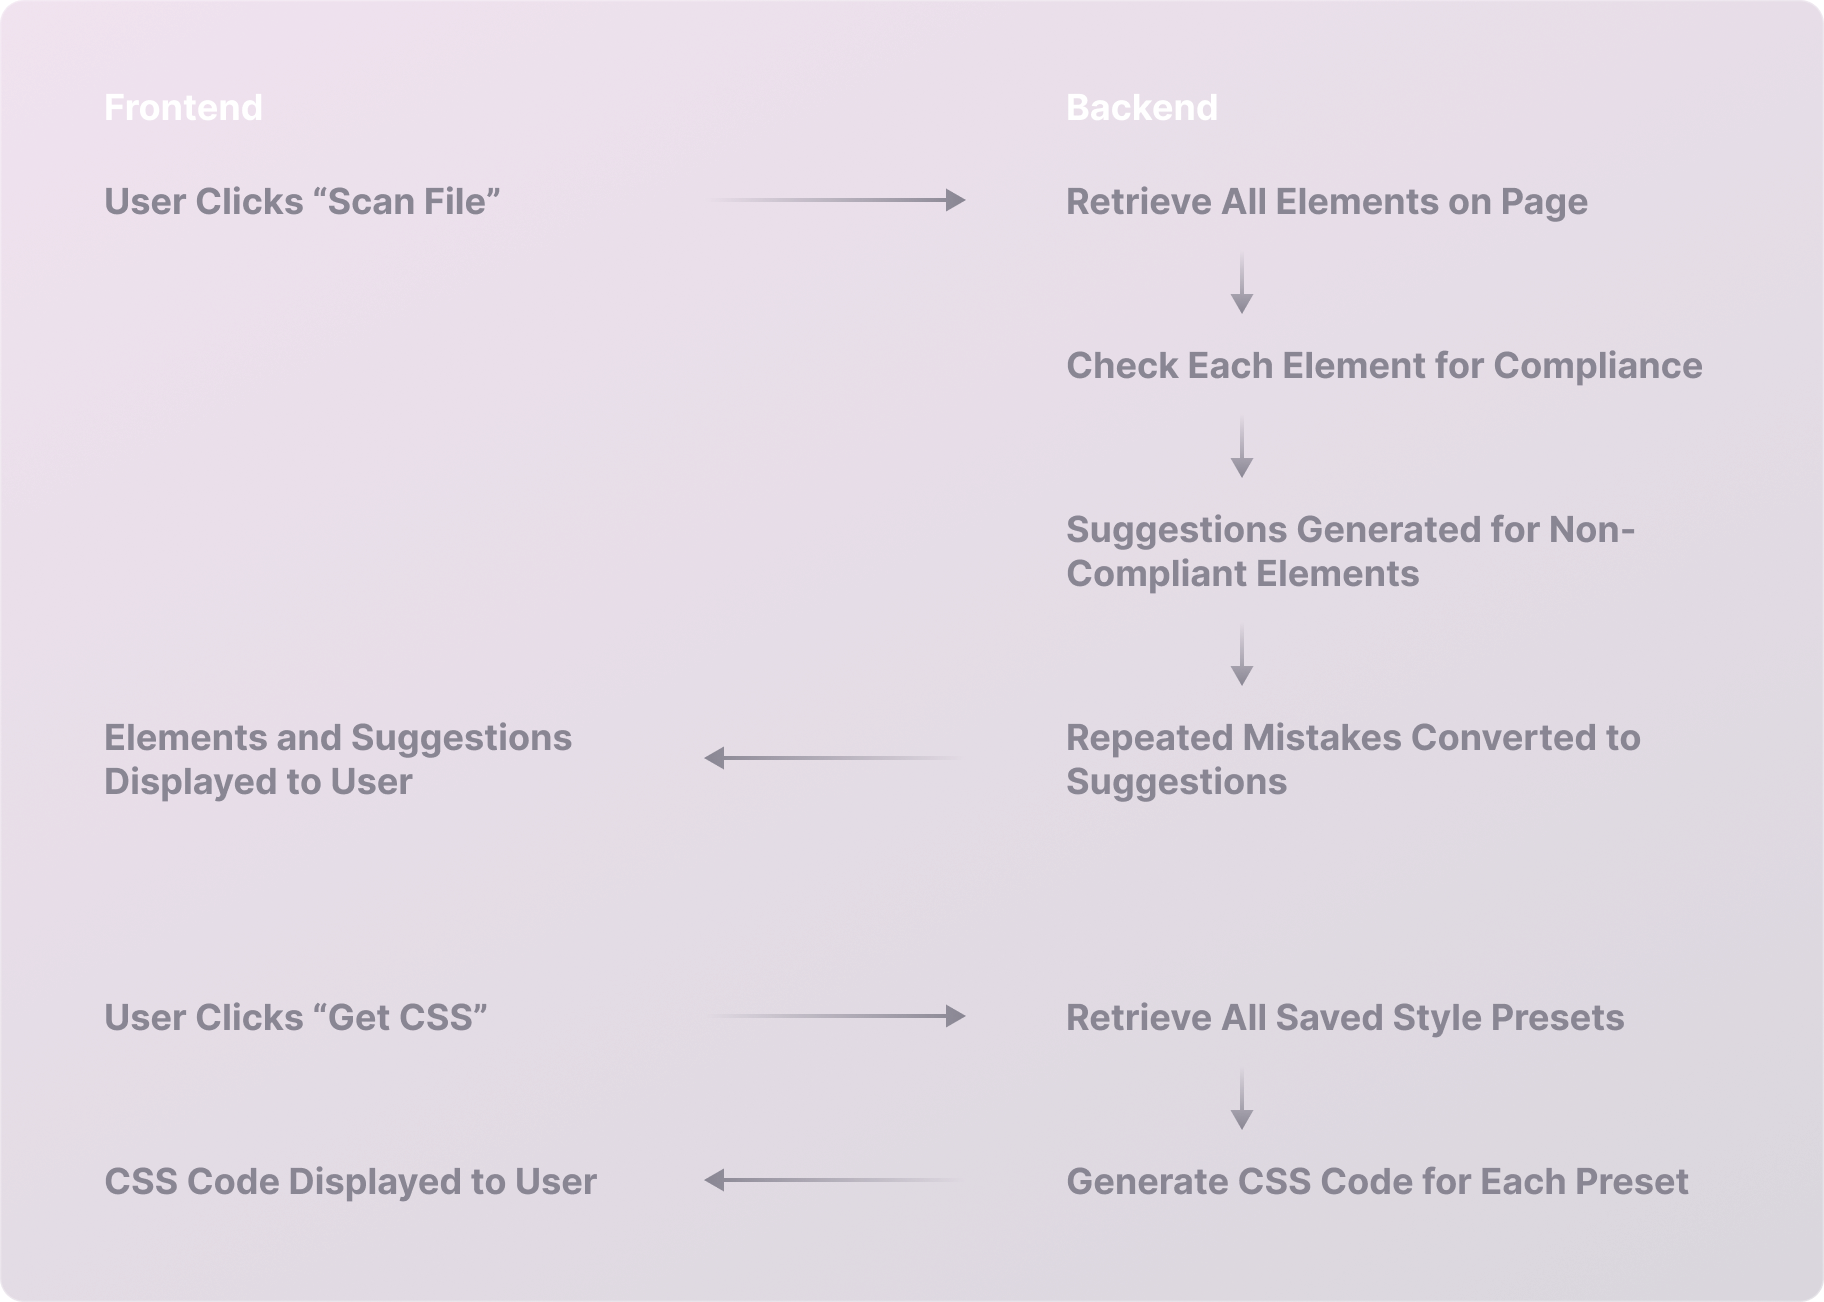 Frontend
Backend
User Clicks “Scan File”
Retrieve All Elements on Page
Check Each Element for Compliance
Suggestions Generated for Non-
Compliant Elements
Elements and Suggestions
Displayed to User
Repeated Mistakes Converted to
Suggestions
User Clicks “Get CSS”
Retrieve All Saved Style Presets
CSS Code Displayed to User
Generate CSS Code for Each Preset